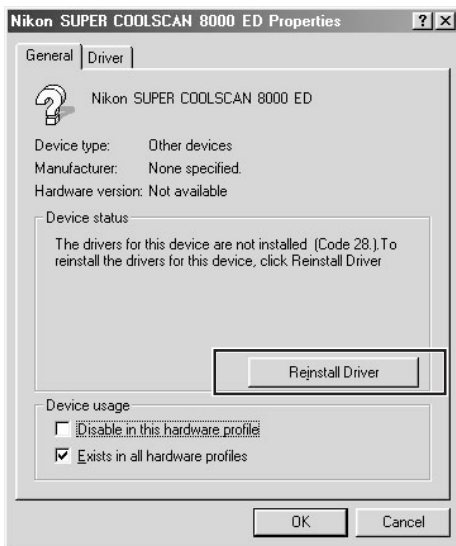 Nikon SUPER COOLSCAN 8000 ED Properties
General
Driver
Nikon SUPER COOLSCAN 8000 ED
Device type: Other devices
Manufacturer: None specified.
Hardware version: Not available
Device status
The drivers for this device are not installed (Code 28.).To
reinstall the drivers for this device, click Reinstall Driver
Reinstall Driver
Device usage
Disable in this hardware profile
Exists in all hardware profiles
OK
Cancel